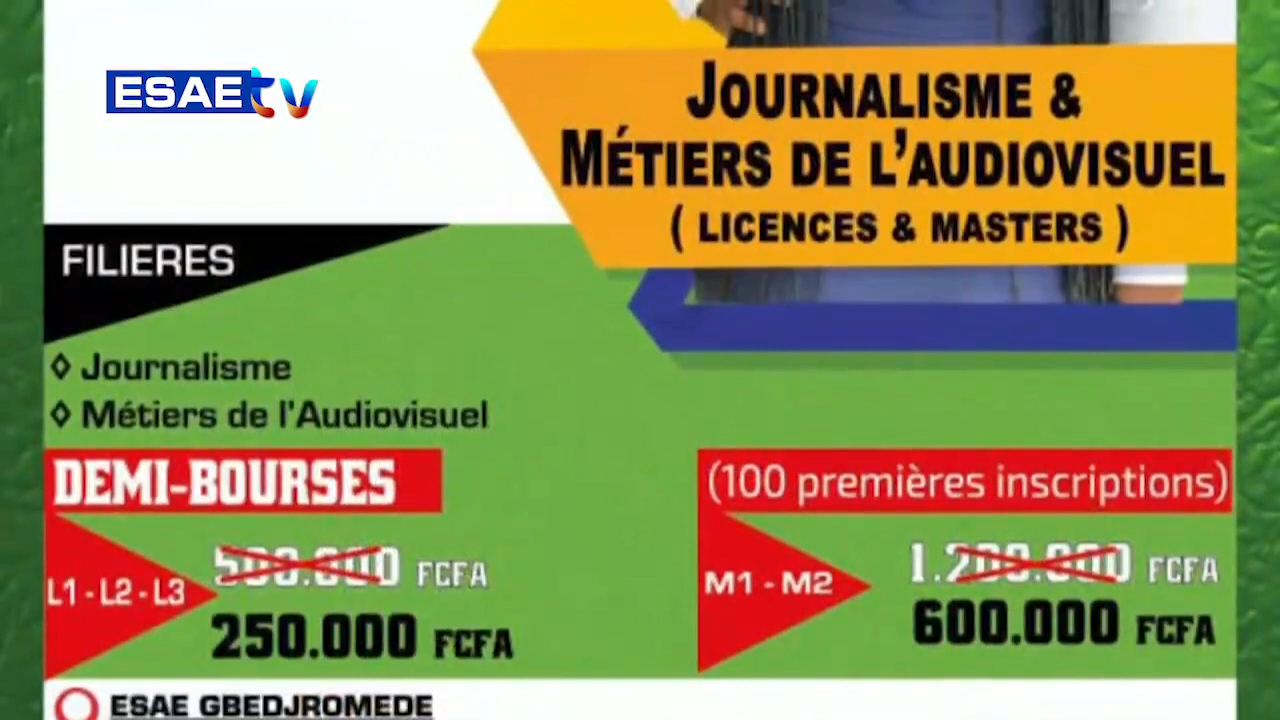 ESAE tv
JOURNALISME &
MÉTIERS DE L'AUDIOVISUEL
( LICENCES & MASTERS )
FILIERES
◊ Journalisme
◊ Métiers de l'Audiovisuel
DEMI-BOURSES
(100 premières inscriptions)
L1 - L2 - L3
500.000 FCFA
250.000 FCFA
M1 - M2
1.200.000 FCFA
600.000 FCFA
ESAE GBEDJROMEDE